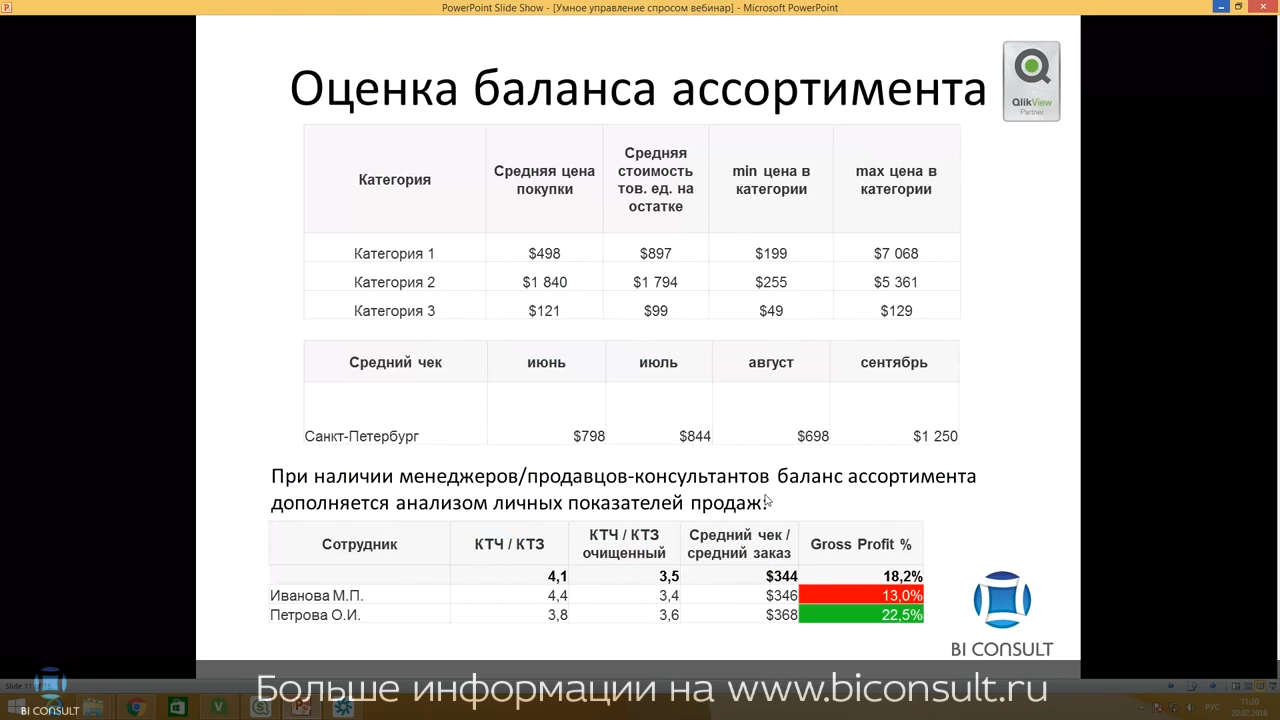 PowerPoint Slide Show - [Умное управление спросом вебинар] - Microsoft PowerPoint
Оценка баланса ассортимента
QlikView
Partner
Категория Средняя цена покупки Средняя стоимость тов. ед. на остатке min цена в категории max цена в категории
Категория 1 $498 $897 $199 $7 068
Категория 2 $1 840 $1 794 $255 $5 361
Категория 3 $121 $99 $49 $129
Средний чек июнь июль август сентябрь
Санкт-Петербург $798 $844 $698 $1 250
При наличии менеджеров/продавцов-консультантов баланс ассортимента
дополняется анализом личных показателей продаж!
Сотрудник КТЧ / КТЗ КТЧ / КТЗ очищенный Средний чек / средний заказ Gross Profit %
4,1 3,5 $344 18,2%
Иванова М.П. 4,4 3,4 $346 13,0%
Петрова О.И. 3,8 3,6 $368 22,5%
BI CONSULT
Больше информации на www.biconsult.ru
BI CONSULT
РУС
11:20
20.02.2018